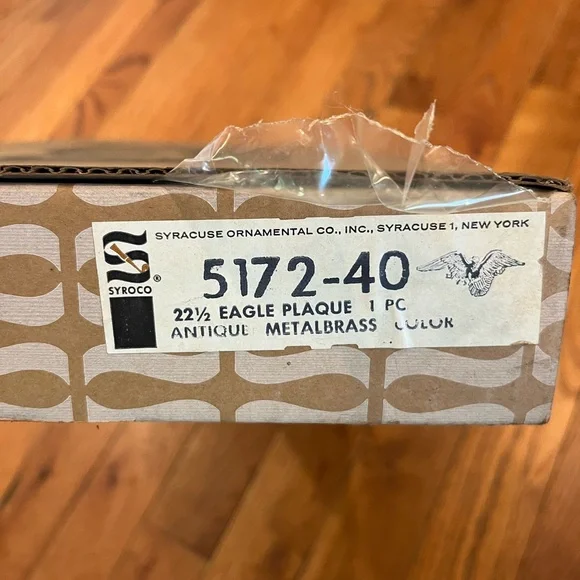 SYRACUSE ORNAMENTAL CO., INC., SYRACUSE 1, NEW YORK
SYROCO®
5172-40
22½ EAGLE PLAQUE 1 PC
ANTIQUE METALBRASS COLOR